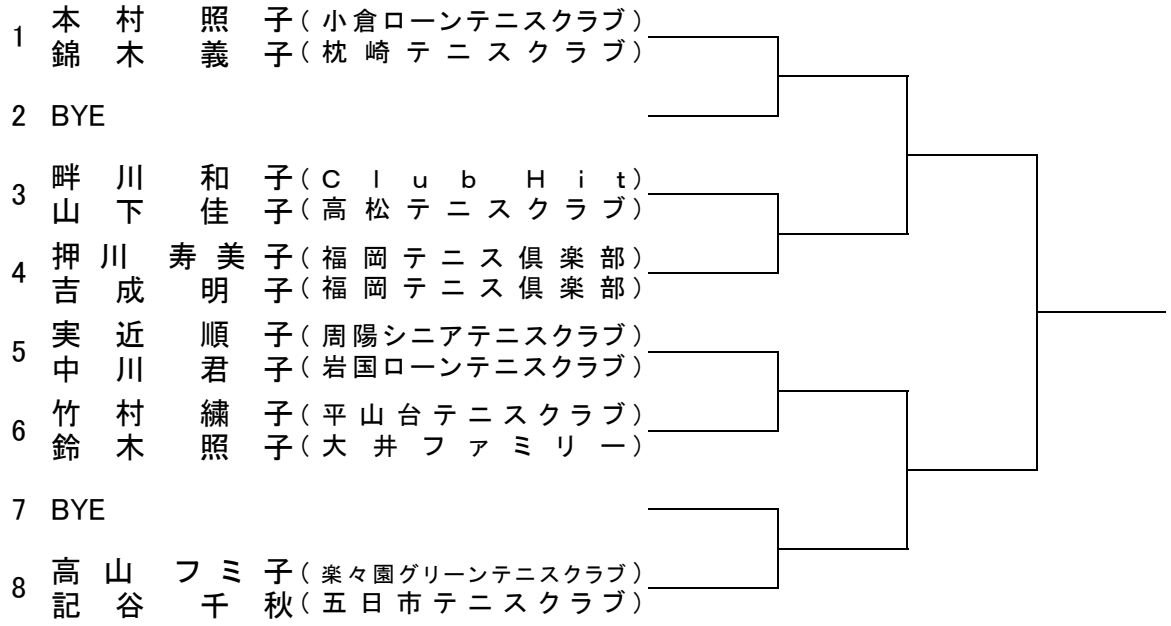 1 本村 照子(小倉ローンテニスクラブ)
錦木 義子(枕崎テニスクラブ)
2 BYE
3 畔川 和子(Club Hit)
山下 佳子(高松テニスクラブ)
4 押川 寿美子(福岡テニス倶楽部)
吉成 明子(福岡テニス倶楽部)
5 実近 順子(周陽シニアテニスクラブ)
中川 君子(岩国ローンテニスクラブ)
6 竹村 繍子(平山台テニスクラブ)
鈴木 照子(大井ファミリー)
7 BYE
8 高山 フミ子(楽々園グリーンテニスクラブ)
記谷 千秋(五日市テニスクラブ)